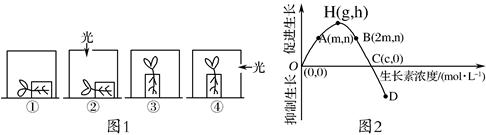 光
光
① ② ③ ④
图1
促进生长
抑制生长
H(g,h)
A(m,n)
B(2m,n)
C(c,0)
O
(0,0)
生长素浓度/(mol·L⁻¹)
D
图2